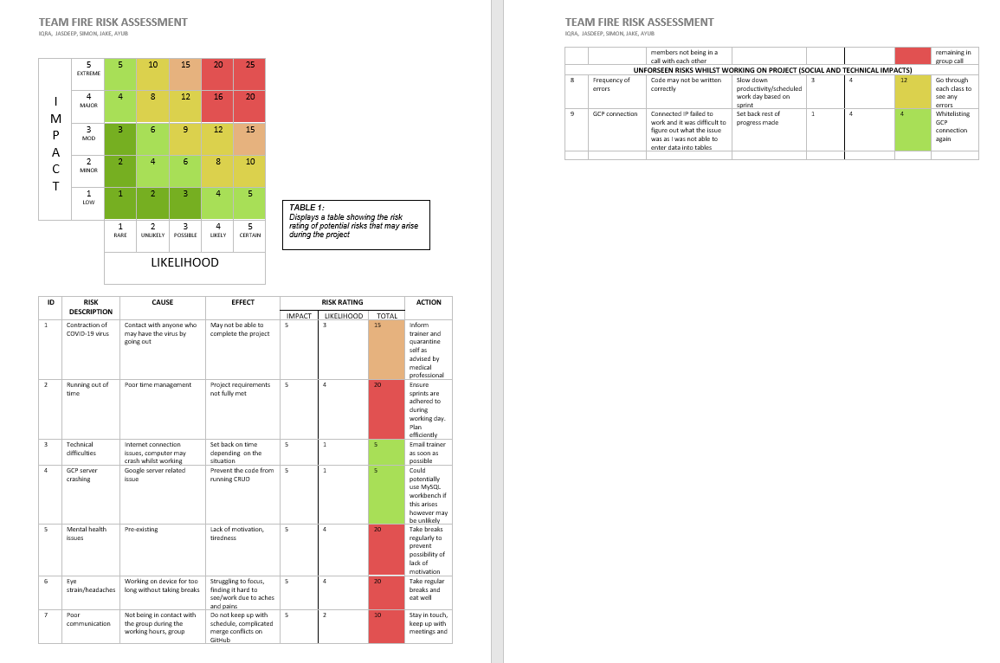 TEAM FIRE RISK ASSESSMENT
IQRA, JASDEEP, SIMON, JAKE, AYUB
I
M
P
A
C
T
5 5 10 15 20 25
EXTREME
4 4 8 12 16 20
MAJOR
3 3 6 9 12 15
MOD
2 2 4 6 8 10
MINOR
1 1 2 3 4 5
LOW
1 2 3 4 5
RARE UNLIKELY POSSIBLE LIKELY CERTAIN
LIKELIHOOD
TABLE 1:
Displays a table showing the risk
rating of potential risks that may arise
during the project
ID RISK CAUSE EFFECT RISK RATING ACTION
DESCRIPTION
IMPACT LIKELIHOOD TOTAL
1 Contraction of Contact with anyone who May not be able to 5 3 15 Inform
COVID-19 virus may have the virus by complete the project trainer and
going out quarantine
self as
advised by
medical
professional
2 Running out of Poor time management Project requirements 5 4 20 Ensure
time not fully met sprints are
adhered to
during
working day.
Plan
efficiently
3 Technical Internet connection Set back on time 5 1 5 Email trainer
difficulties issues, computer may depending on the as soon as
crash whilst working situation possible
4 GCP server Google server related Prevent the code from 5 1 5 Could
crashing issue running CRUD potentially
use MySQL
workbench if
this arises
however may
be unlikely
5 Mental health Pre-existing Lack of motivation, 5 4 20 Take breaks
issues tiredness regularly to
prevent
possibility of
lack of
motivation
6 Eye Working on device for too Struggling to focus, 5 4 20 Take regular
strain/headaches long without taking breaks finding it hard to breaks and
see/work due to aches eat well
and pains
7 Poor Not being in contact with Do not keep up with 5 2 10 Stay in touch,
communication the group during the schedule, complicated keep up with
working hours, group merge conflicts on meetings and
GitHub
TEAM FIRE RISK ASSESSMENT
IQRA, JASDEEP, SIMON, JAKE, AYUB
members not being in a remaining in
call with each other group call
UNFORSEEN RISKS WHILST WORKING ON PROJECT (SOCIAL AND TECHNICAL IMPACTS)
8 Frequency of Code may not be written Slow down 3 4 12 Go through
errors correctly productivity/scheduled each class to
work day based on see any
sprint errors
9 GCP connection Connected IP failed to Set back rest of 1 4 4 Whitelisting
work and it was difficult to progress made GCP
figure out what the issue connection
was as I was not able to again
enter data into tables